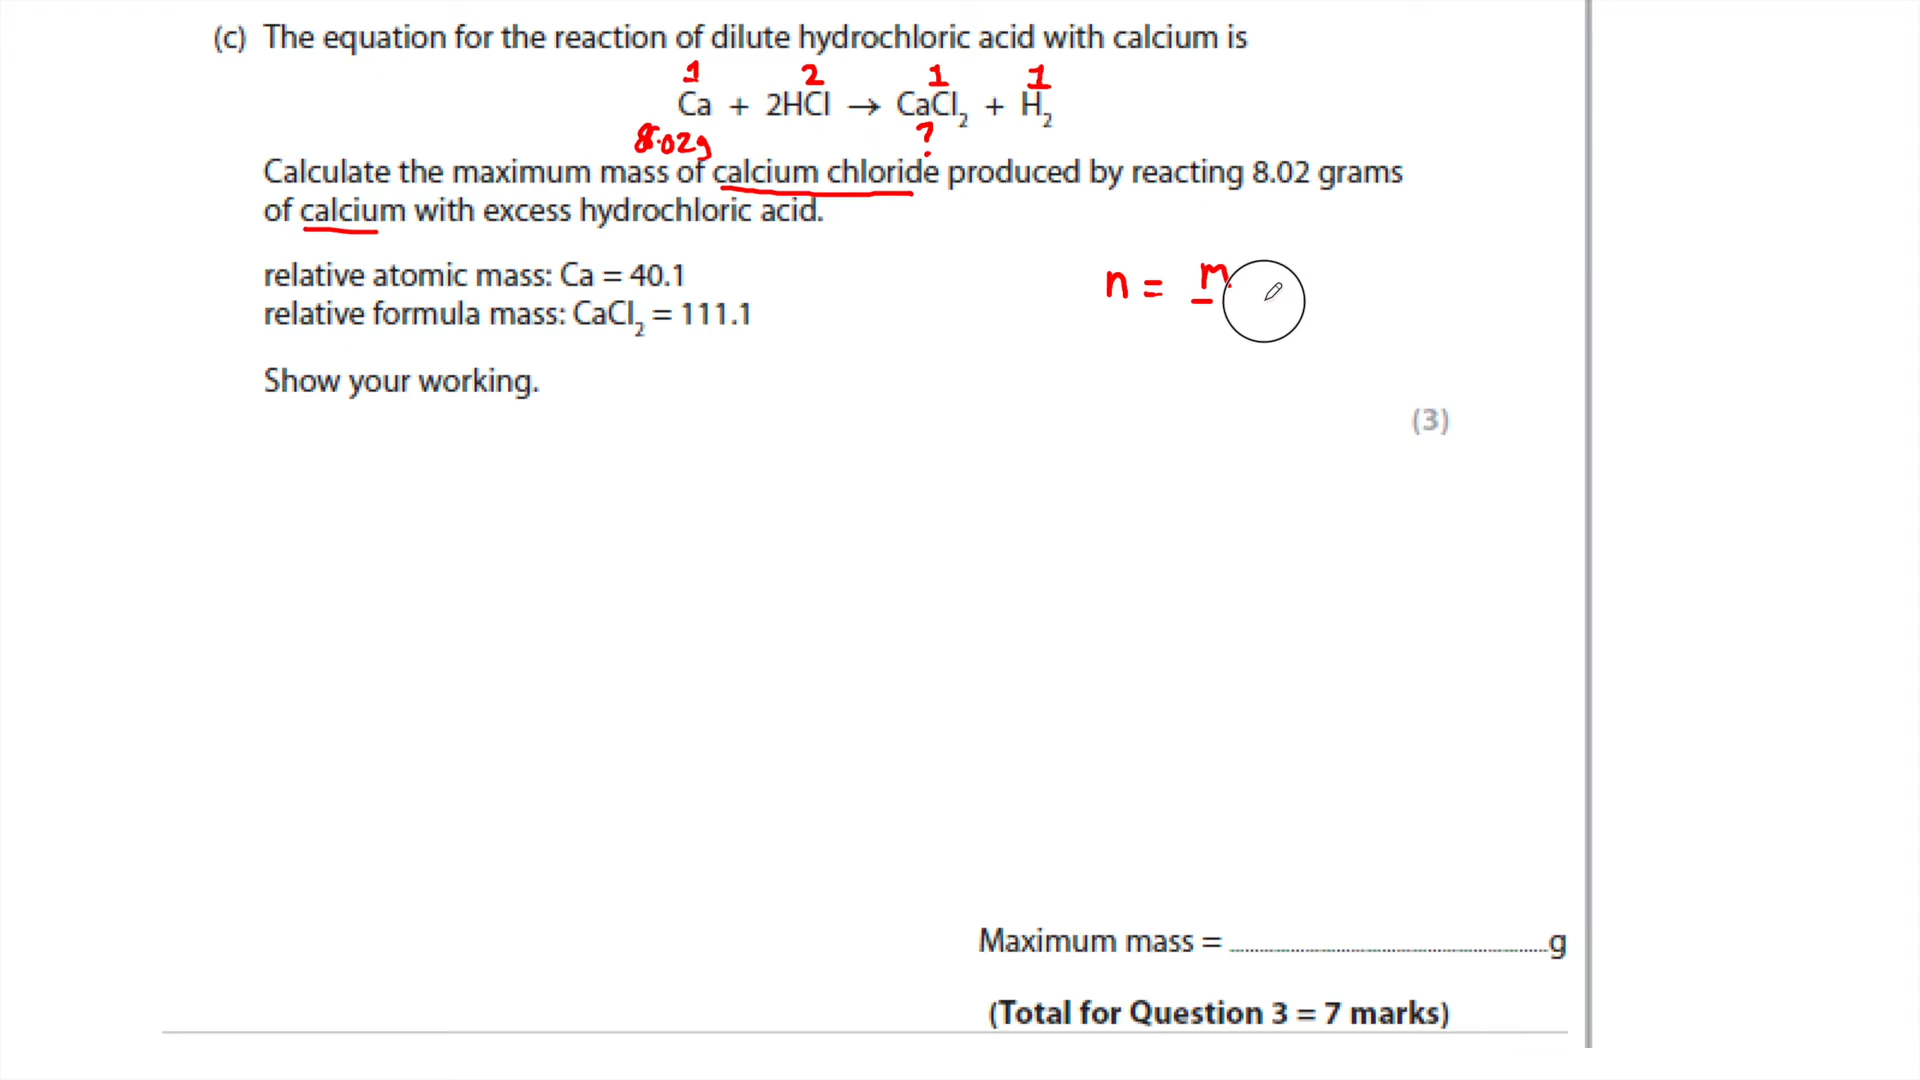 (c) The equation for the reaction of dilute hydrochloric acid with calcium is
1 2 1 1
Ca + 2HCl → CaCl₂ + H₂
8.02g ?
Calculate the maximum mass of calcium chloride produced by reacting 8.02 grams
of calcium with excess hydrochloric acid.
relative atomic mass: Ca = 40.1
n = m
relative formula mass: CaCl₂ = 111.1
Show your working.
(3)
Maximum mass = ........................................ g
(Total for Question 3 = 7 marks)